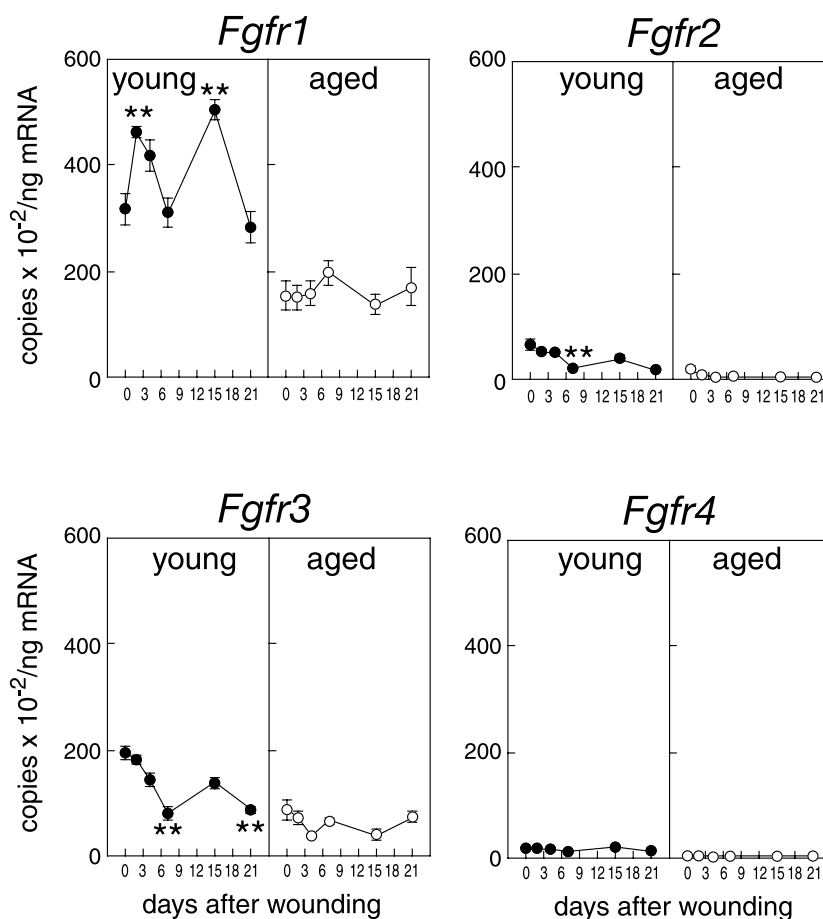 Fgfr1
Fgfr2
600
young
**
**
aged
400
200
0
copies x 10⁻²/ng mRNA
0 3 6 9 12 15 18 21
0 3 6 9 12 15 18 21
600
young
aged
400
200
**
0
0 3 6 9 12 15 18 21
0 3 6 9 12 15 18 21
Fgfr3
Fgfr4
600
young
aged
400
200
**
**
0
copies x 10⁻²/ng mRNA
0 3 6 9 12 15 18 21
0 3 6 9 12 15 18 21
days after wounding
600
young
aged
400
200
0
0 3 6 9 12 15 18 21
0 3 6 9 12 15 18 21
days after wounding